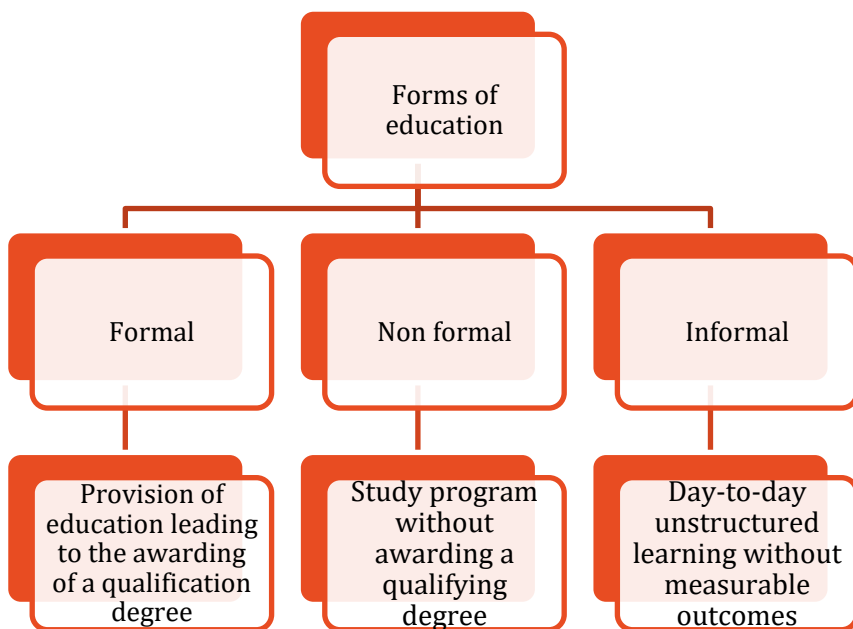 Forms of
education
Formal
Non formal
Informal
Provision of
education leading
to the awarding
of a qualification
degree
Study program
without
awarding a
qualifying
degree
Day-to-day
unstructured
learning without
measurable
outcomes